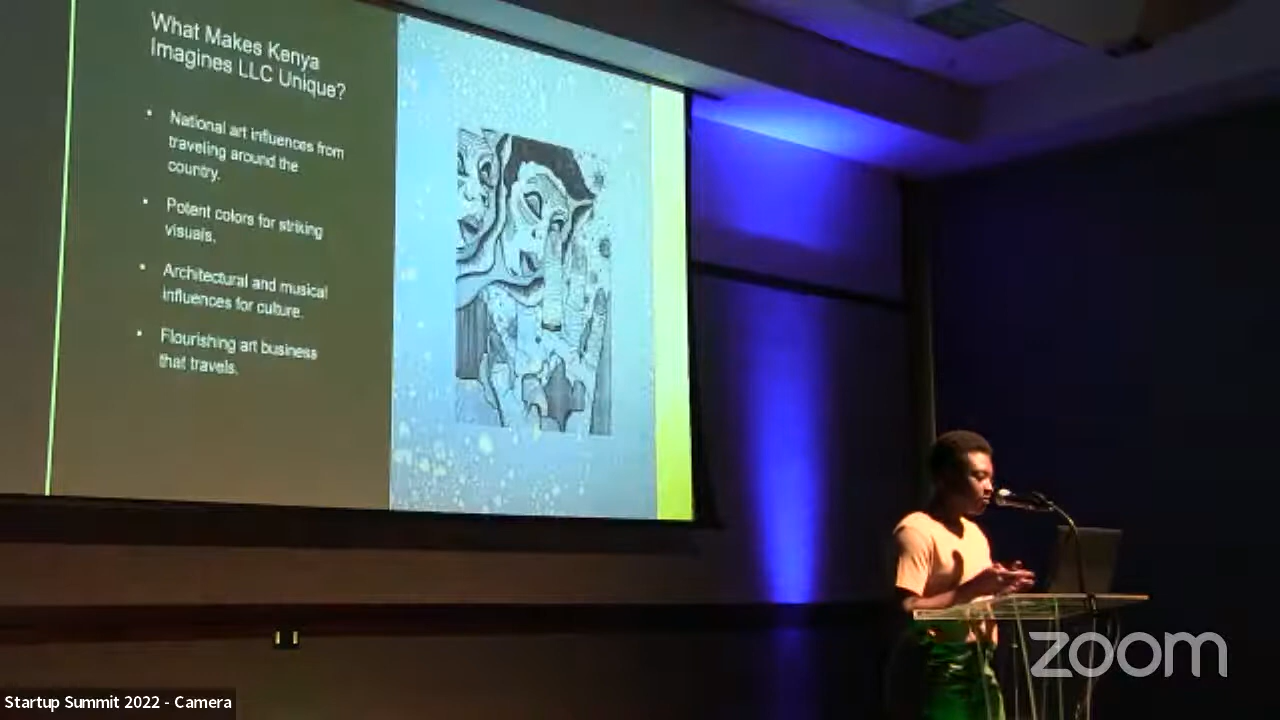 What Makes Kenya
Imagines LLC Unique?
• National art influences from
traveling around the
country.
• Potent colors for striking
visuals.
• Architectural and musical
influences for culture.
• Flourishing art business
that travels.
zoom
Startup Summit 2022 - Camera